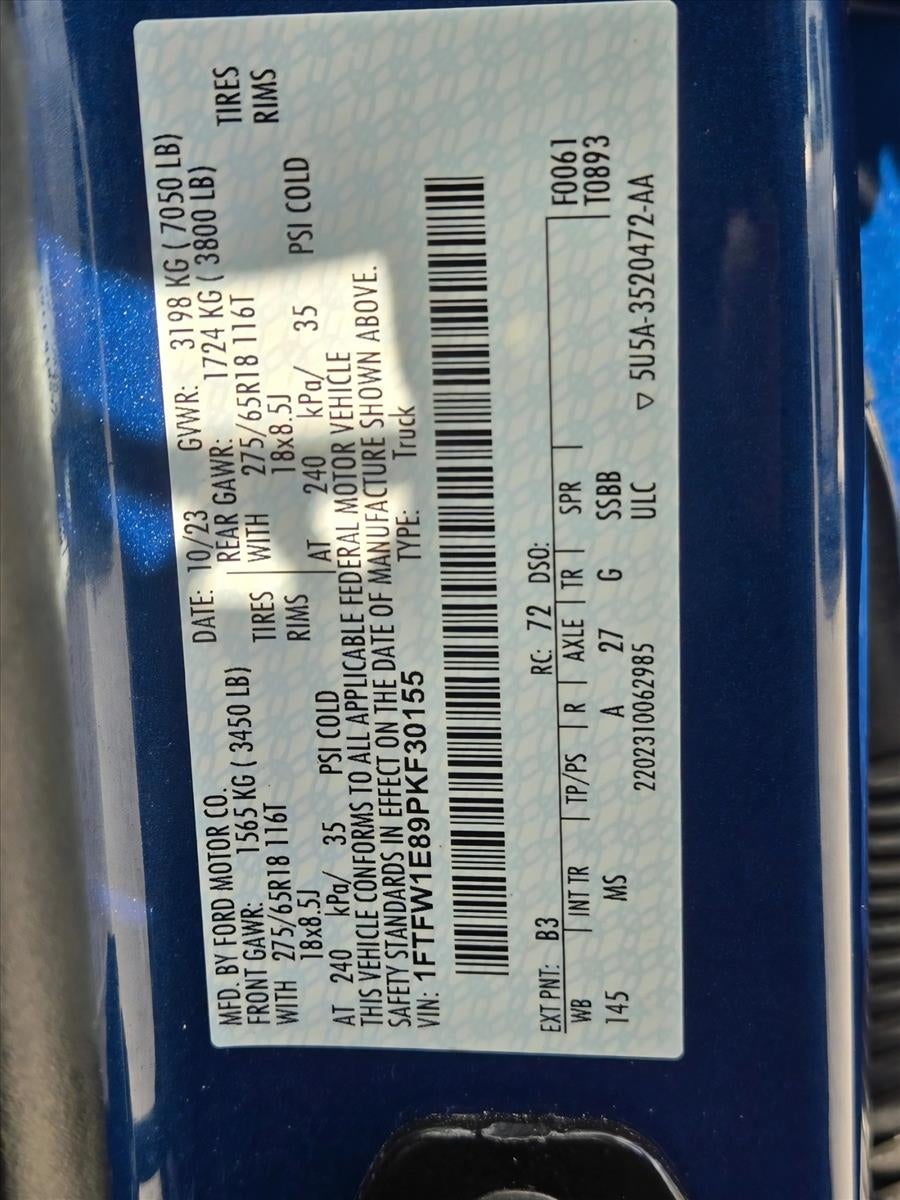 MFD. BY FORD MOTOR CO. DATE: 10/23 GVWR: 3198 KG ( 7050 LB)
FRONT GAWR: 1565 KG ( 3450 LB) REAR GAWR: 1724 KG ( 3800 LB)
WITH 275/65R18 116T TIRES WITH 275/65R18 116T TIRES
18x8.5J RIMS 18x8.5J RIMS
AT 240 kPa/ 35 PSI COLD AT 240 kPa/ 35 PSI COLD
THIS VEHICLE CONFORMS TO ALL APPLICABLE FEDERAL MOTOR VEHICLE
SAFETY STANDARDS IN EFFECT ON THE DATE OF MANUFACTURE SHOWN ABOVE.
VIN: 1FTFW1E89PKF30155 TYPE: Truck
EXT PNT: B3 RC: 72 DSO: F0061
WB INT TR TP/PS R AXLE TR SPR T0893
145 MS A 27 G SSBB
2202310062985 ULC ▽ 5U5A-3520472-AA